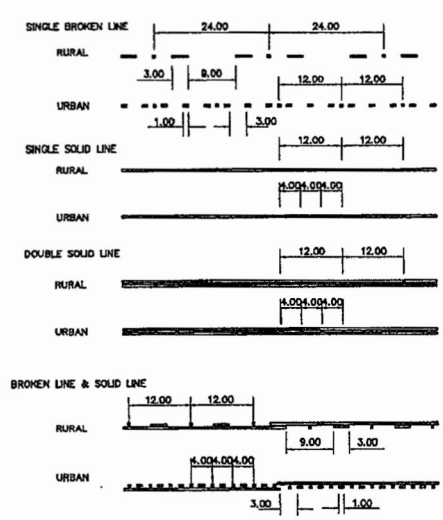 SINGLE BROKEN LINE
24.00 24.00
RURAL
3.00 9.00
12.00 12.00
URBAN
1.00 3.00
SINGLE SOLID LINE
12.00 12.00
RURAL
4.00 4.00 4.00
URBAN
DOUBLE SOLID LINE
12.00 12.00
RURAL
4.00 4.00 4.00
URBAN
BROKEN LINE & SOLID LINE
12.00 12.00
RURAL
9.00 3.00
4.00 4.00 4.00
URBAN
3.00 1.00